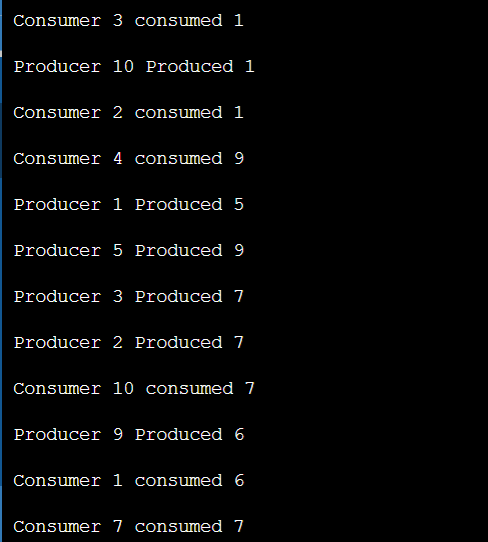 Consumer 3 consumed 1
Producer 10 Produced 1
Consumer 2 consumed 1
Consumer 4 consumed 9
Producer 1 Produced 5
Producer 5 Produced 9
Producer 3 Produced 7
Producer 2 Produced 7
Consumer 10 consumed 7
Producer 9 Produced 6
Consumer 1 consumed 6
Consumer 7 consumed 7